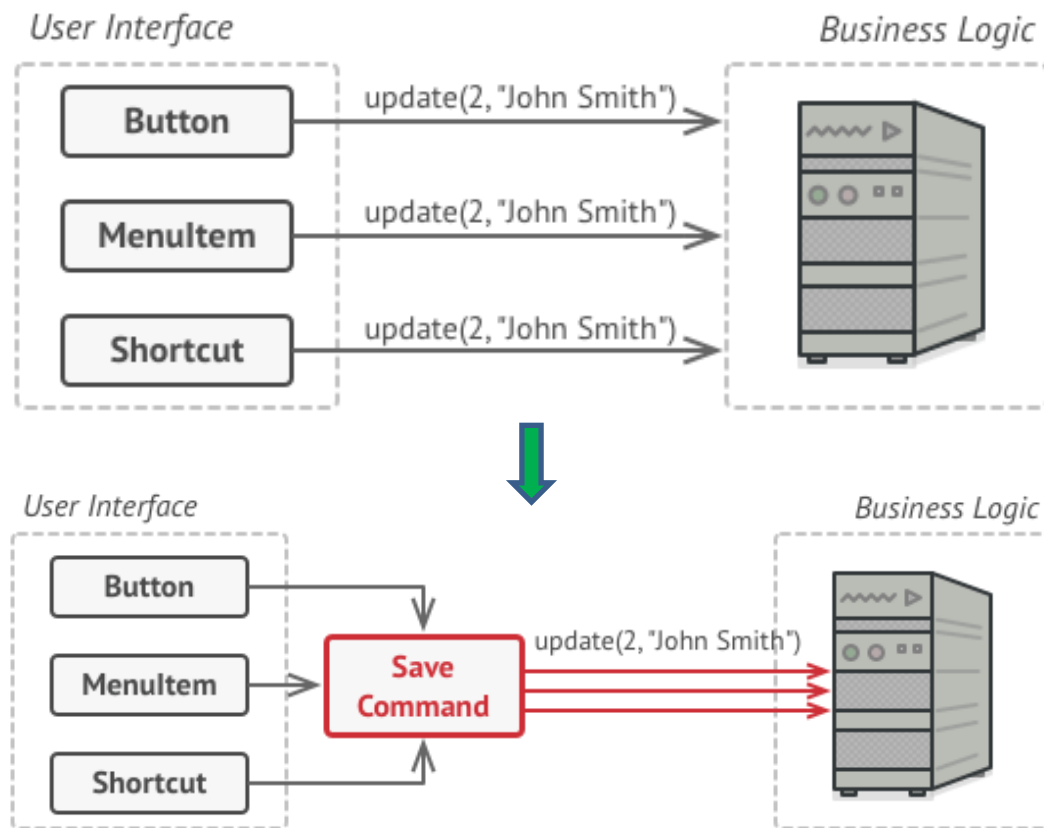 User Interface
Business Logic
Button
update(2, "John Smith")
MenuItem
update(2, "John Smith")
Shortcut
update(2, "John Smith")
User Interface
Business Logic
Button
MenuItem
Shortcut
Save
Command
update(2, "John Smith")